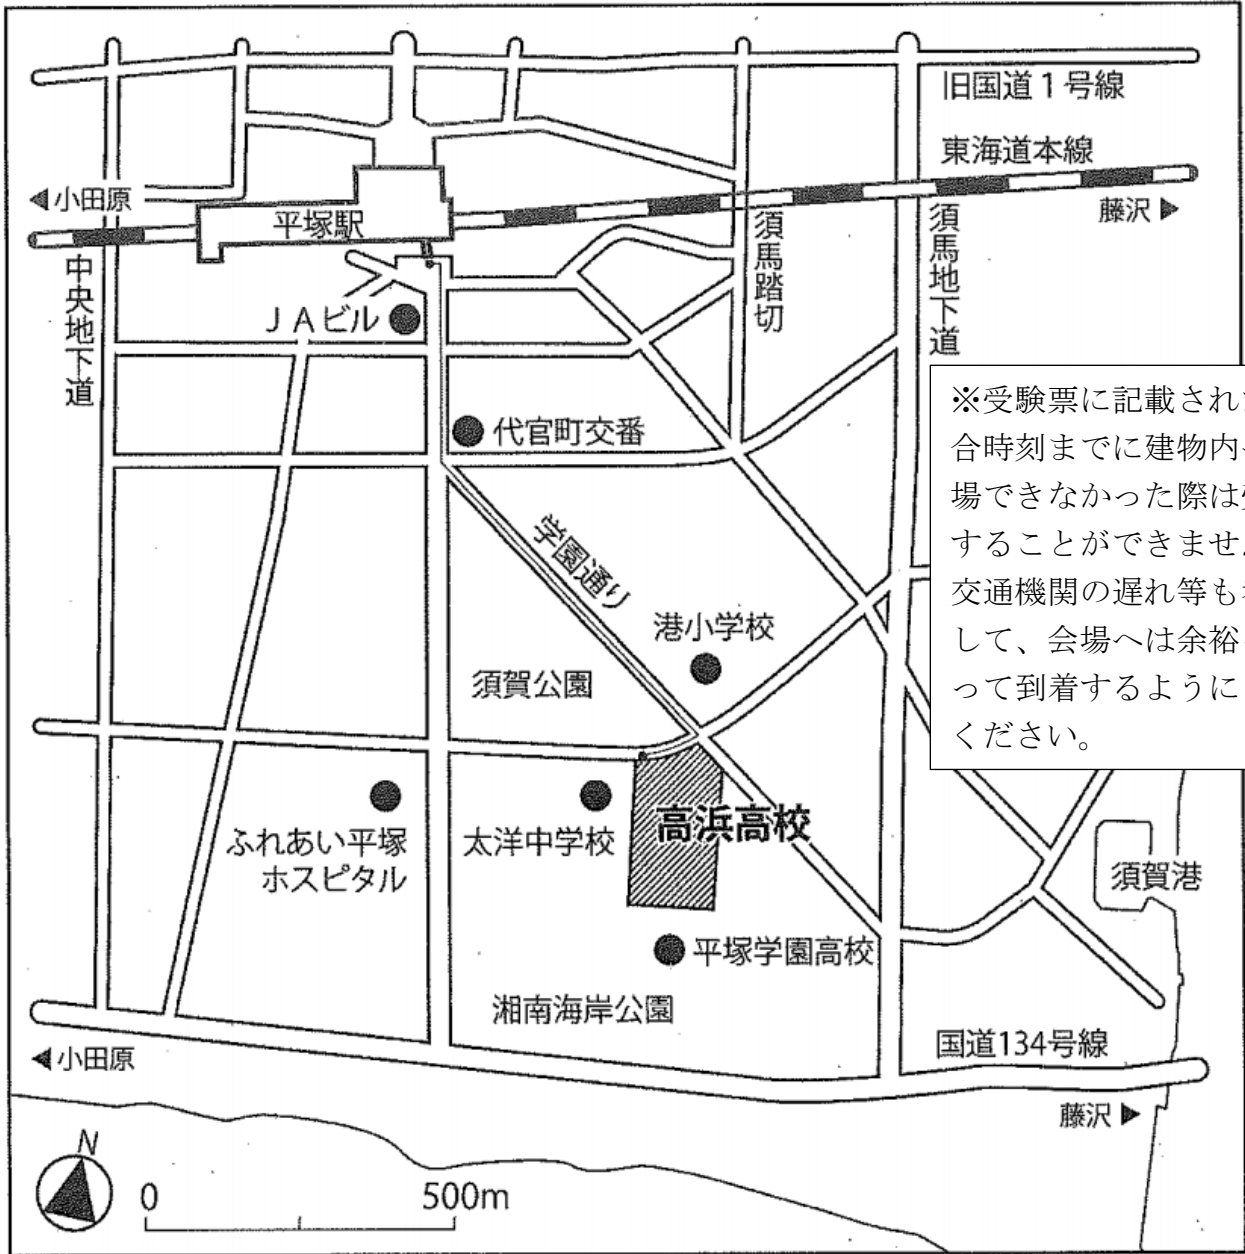 旧国道1号線
東海道本線
◀小田原
藤沢▶
平塚駅
須馬踏切
須馬地下道
中央地下道
JAビル
代官町交番
※受験票に記載され
合時刻までに建物内
場できなかった際は
することができませ
交通機関の遅れ等も
して、会場へは余裕
って到着するように
ください。
学園通り
港小学校
須賀公園
高浜高校
ふれあい平塚
ホスピタル
太洋中学校
須賀港
平塚学園高校
湘南海岸公園
国道134号線
◀小田原
藤沢▶
N
0
500m